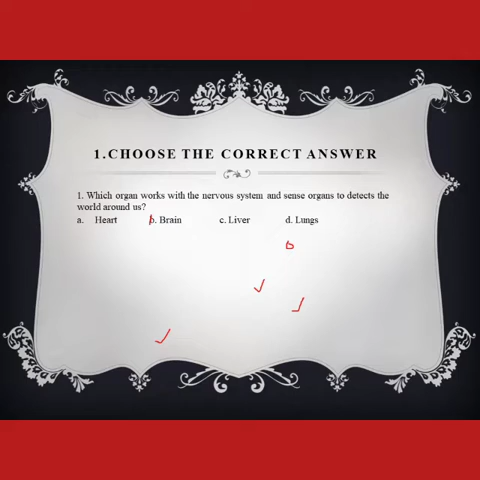 1.CHOOSE THE CORRECT ANSWER
1. Which organ works with the nervous system and sense organs to detects the
world around us?
a. Heart b. Brain c. Liver d. Lungs
b